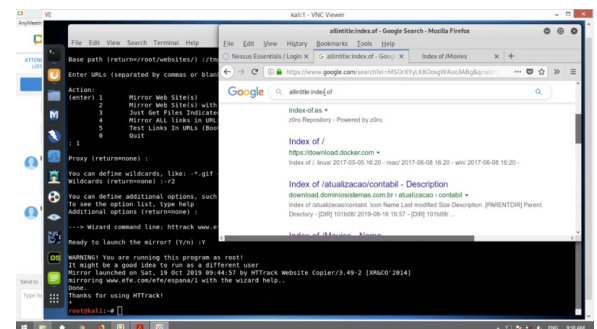 kali:1 - VNC Viewer
AnyMeeti
File Edit View Search Terminal Help
Base path (return=/root/websites/) :/tm
Enter URLs (separated by commas or blan
Action:
(enter) 1 Mirror Web Site(s)
2 Mirror Web Site(s) with
3 Just Get Files Indicate
4 Mirror ALL links in URL
5 Test Links In URLs (Boo
0 Quit
: 1
Proxy (return=none) :
You can define wildcards, like: -*.gif
Wildcards (return=none) :-r2
You can define additional options, such
To see the option list, type help
Additional options (return=none) :
---> Wizard command line: httrack www.e
Ready to launch the mirror? (Y/n) :Y
WARNING! You are running this program as root!
It might be a good idea to run as a different user
Mirror launched on Sat, 19 Oct 2019 09:44:57 by HTTrack Website Copier/3.49-2 [XR&CO'2014]
mirroring www.efe.com/efe/espana/1 with the wizard help..
Done.
Thanks for using HTTrack!
root@kali:~#
allintitle:index.of - Google Search - Mozilla Firefox
File Edit View History Bookmarks Tools Help
Nessus Essentials / Login
allintitle:index.of - Goog
Index of /Movies
Google
allintitle:index.of
index-of.es
z0ro Repository - Powered by z0ro.
Index of /
https://download.docker.com
Index of /. linux/ 2017-05-05 16:20 - mac/ 2017-06-08 16:20 - win/ 2017-06-08 16:20 -
Index of /atualizacao/contabil - Description
download.dominiosistemas.com.br › atualizacao › contabil
Index of /atualizacao/contabil. Icon Name Last modified Size Description. [PARENTDIR] Parent
Directory - [DIR] 101b08/ 2019-08-16 16:57 - [DIR] 101b09/ ...
Index of /Movies - Name
Send to
ENG 9:58 AM